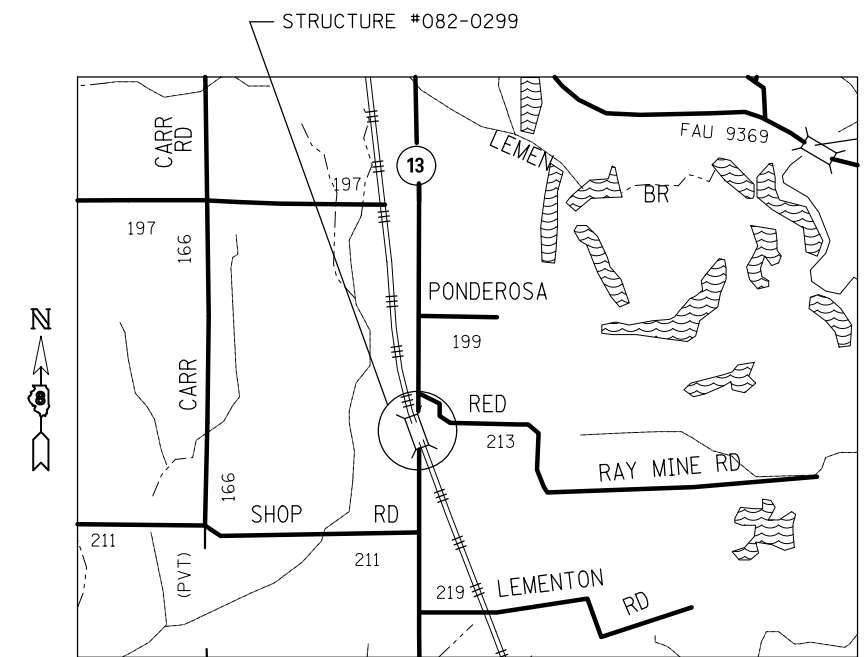 STRUCTURE #082-0299
CARR
RD
197
13
LEMEN
BR
FAU 9369
197
166
PONDEROSA
199
N
8
CARR
RED
213
RAY MINE RD
166
SHOP RD
211
211
(PVT)
219
LEMENTON
RD